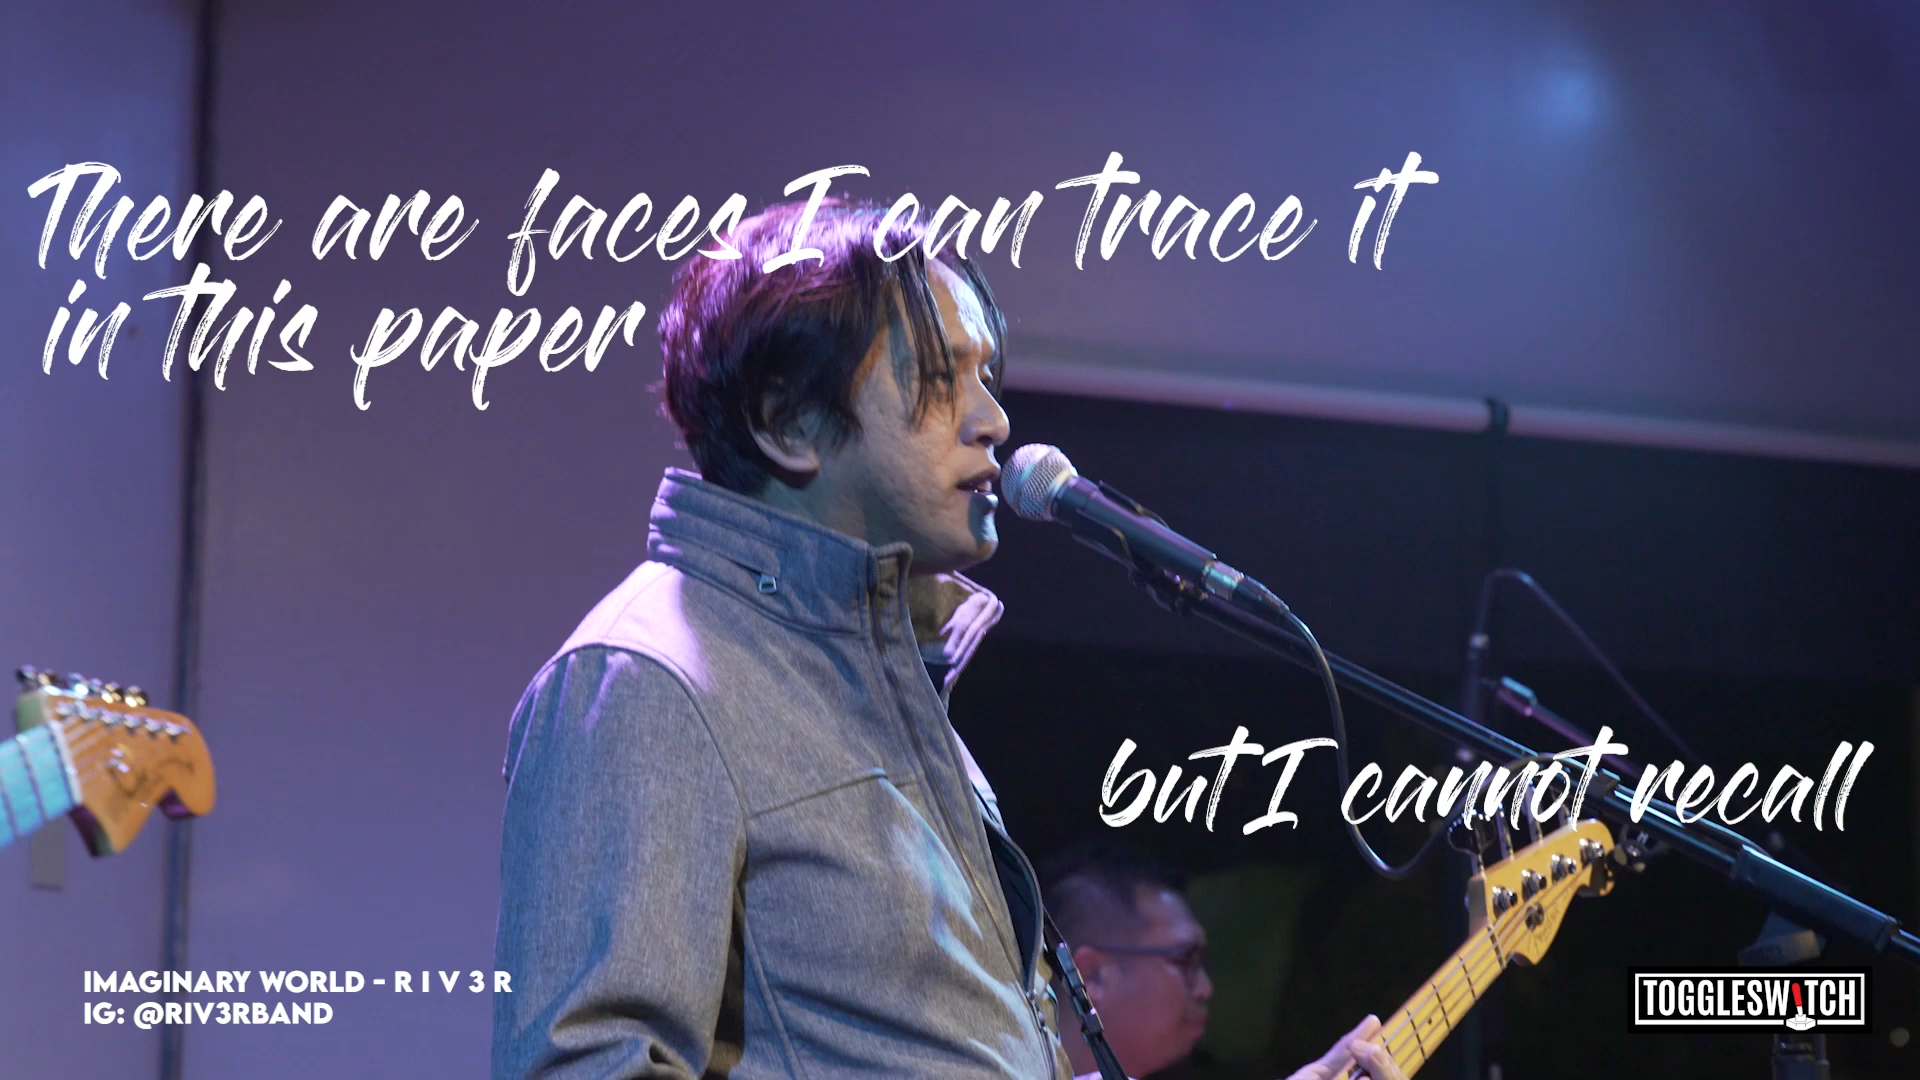 There are faces I can trace it
in this paper
but I cannot recall
IMAGINARY WORLD - R I V 3 R
IG: @RIV3RBAND
TOGGLESWITCH